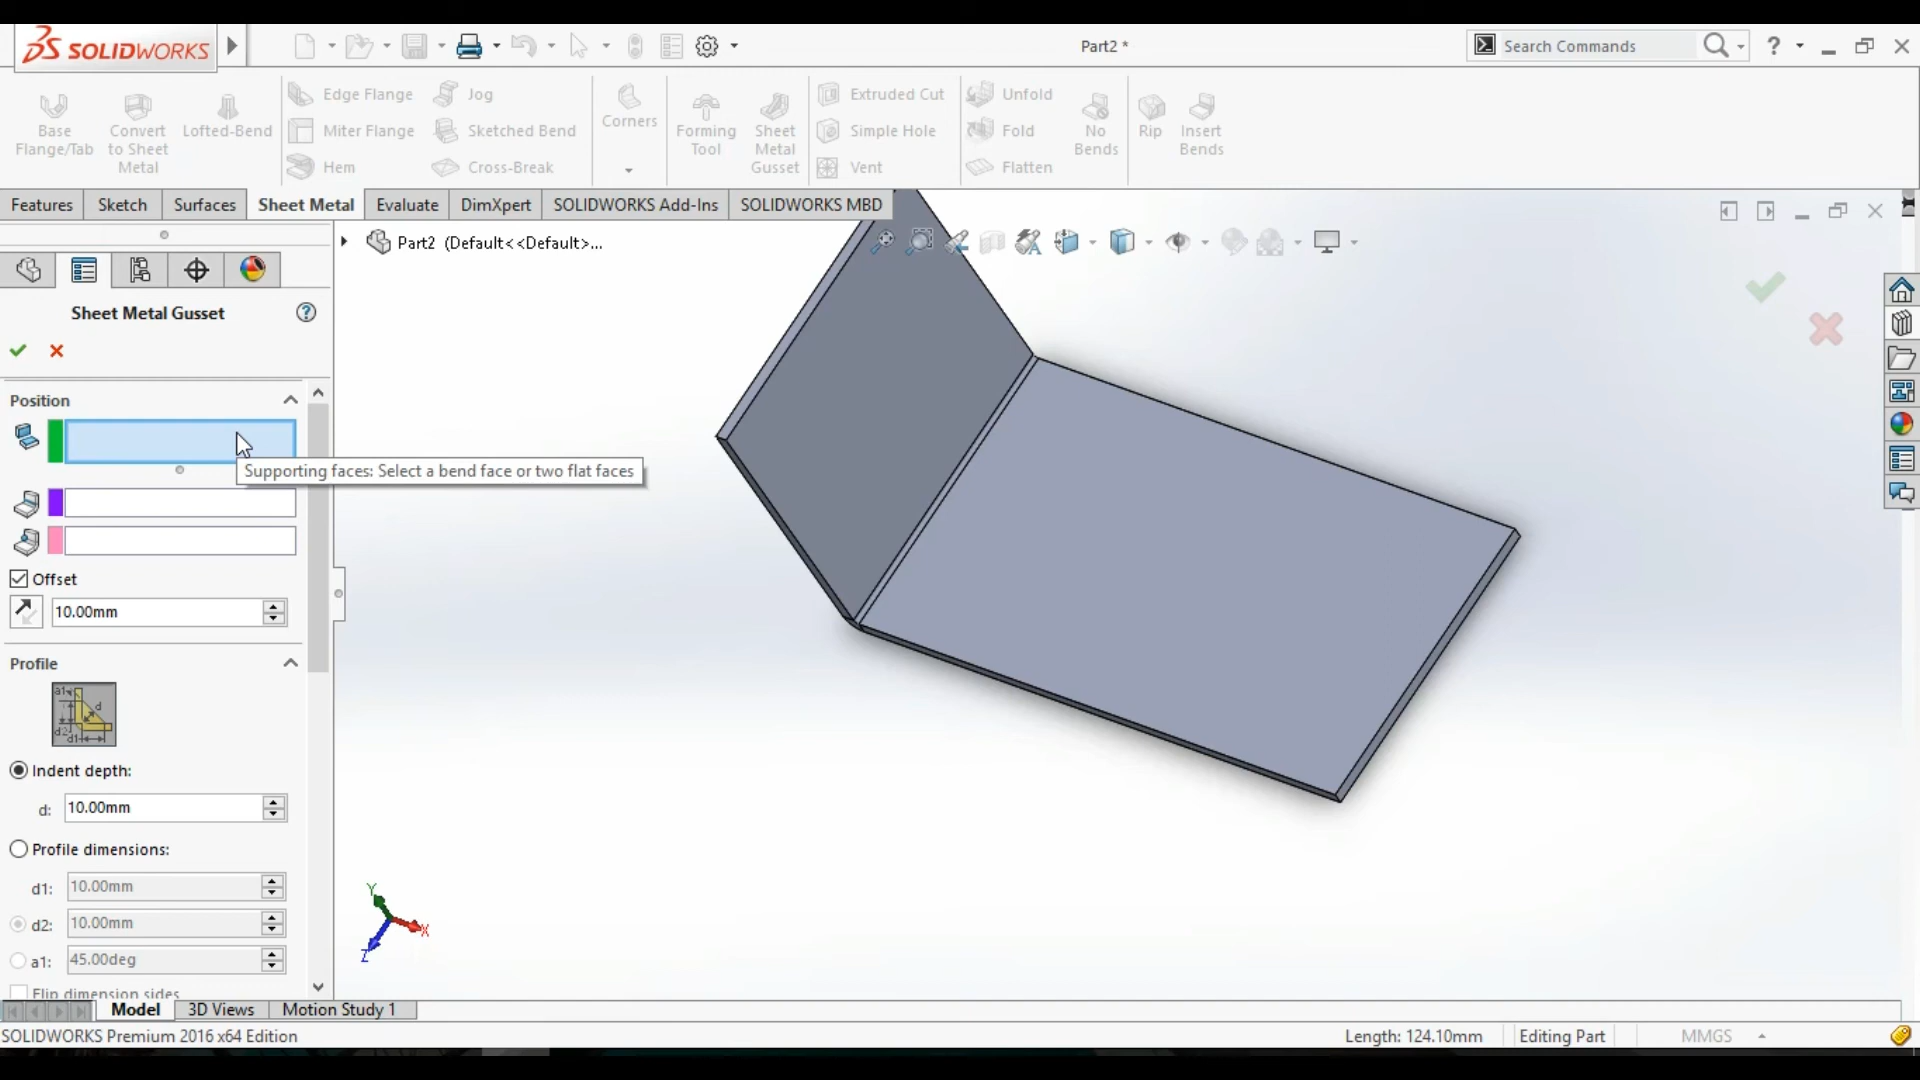 SOLIDWORKS
Part2 *
Search Commands
?
Base Flange/Tab
Convert to Sheet Metal
Lofted-Bend
Edge Flange
Miter Flange
Hem
Jog
Sketched Bend
Cross-Break
Corners
Forming Tool
Sheet Metal Gusset
Extruded Cut
Simple Hole
Vent
Unfold
Fold
Flatten
No Bends
Rip
Insert Bends
Features
Sketch
Surfaces
Sheet Metal
Evaluate
DimXpert
SOLIDWORKS Add-Ins
SOLIDWORKS MBD
Part2 (Default<<Default>...
Sheet Metal Gusset
?
Position
Supporting faces: Select a bend face or two flat faces
Offset
10.00mm
Profile
a1
d
d2
d1
Indent depth:
d: 10.00mm
Profile dimensions:
d1: 10.00mm
d2: 10.00mm
a1: 45.00deg
Flip dimension sides
Y
X
Z
Model
3D Views
Motion Study 1
SOLIDWORKS Premium 2016 x64 Edition
Length: 124.10mm
Editing Part
MMGS